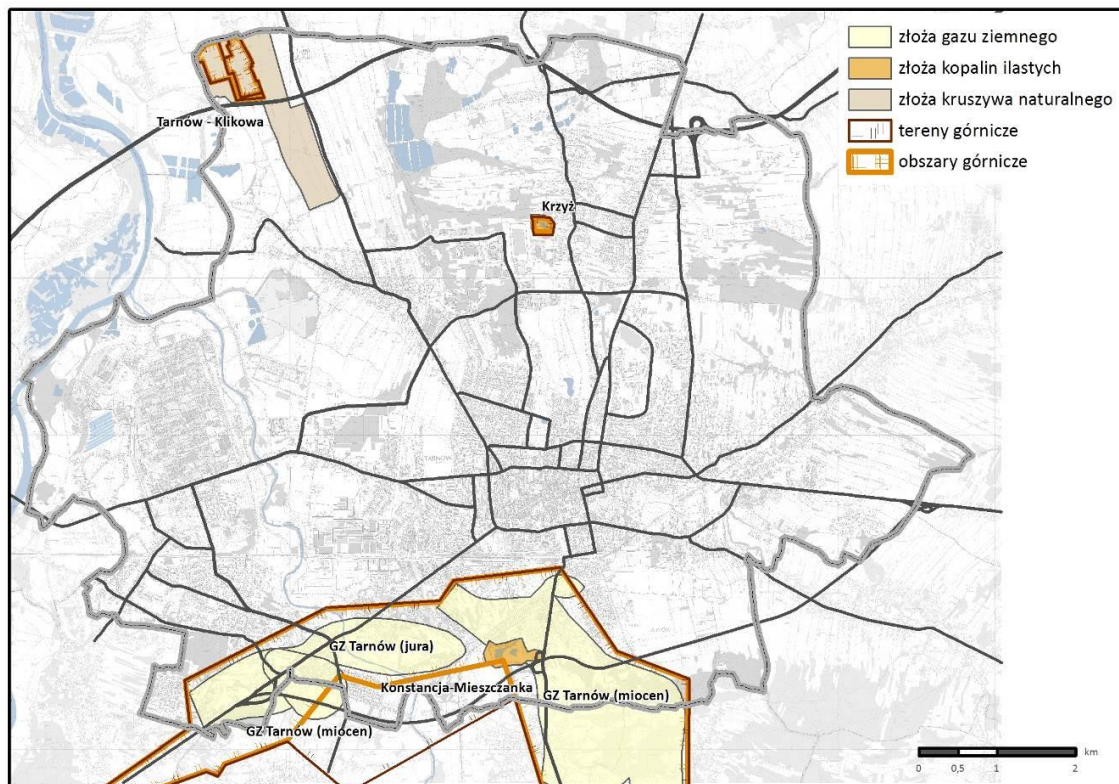 złoża gazu ziemnego
złoża kopalin ilastych
złoża kruszywa naturalnego
tereny górnicze
obszary górnicze
Tarnów - Klikowa
Krzyż
TARNÓW
GZ Tarnów (jura)
Konstancja-Mieszczanka
GZ Tarnów (miocen)
GZ Tarnów (miocen)
km
0 0,5 1 2